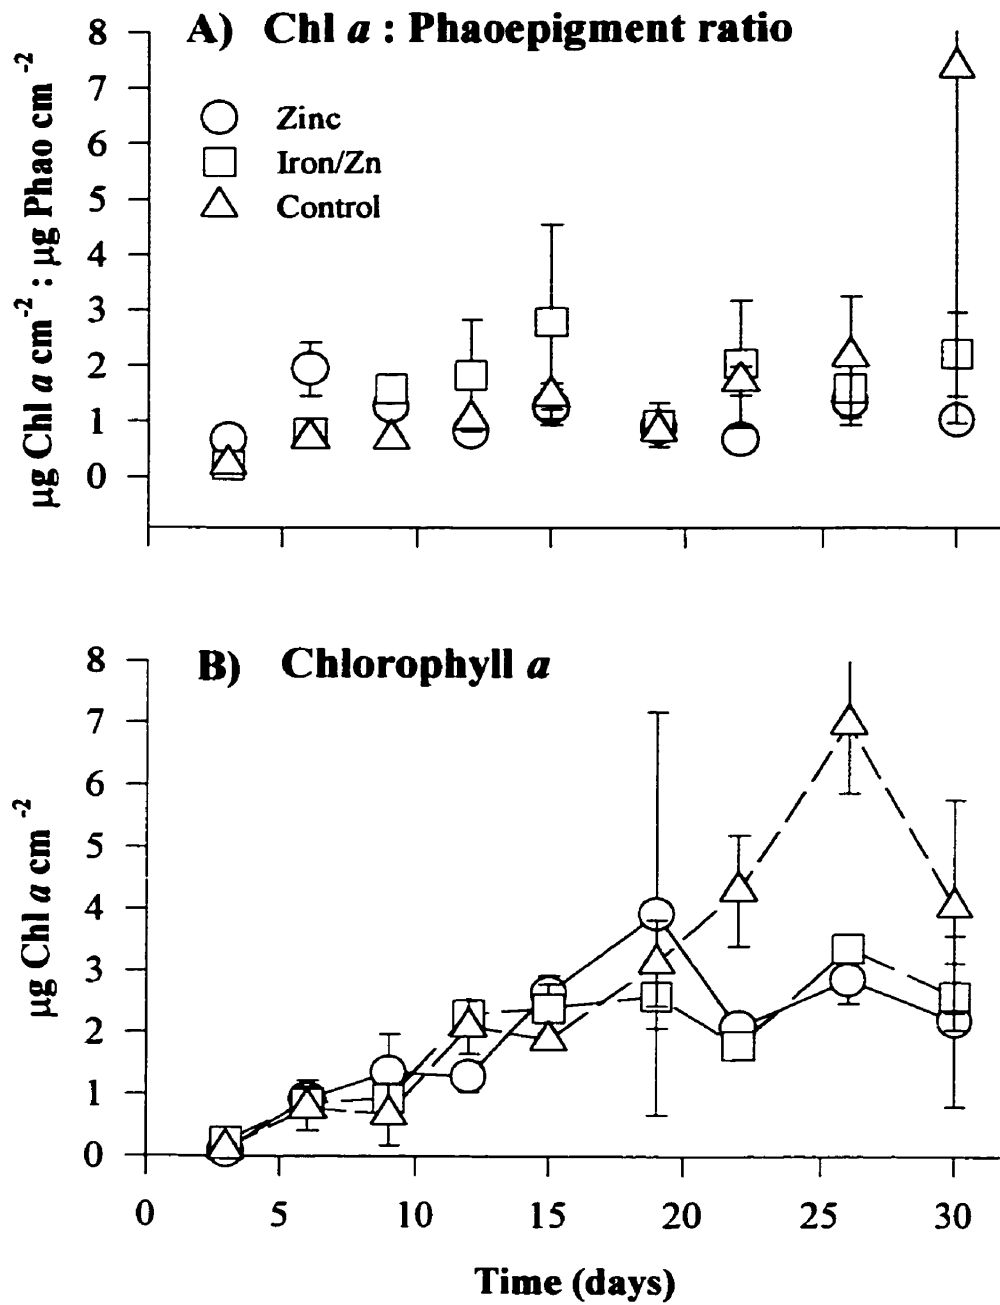 A) Chl a : Phaoepigment ratio
µg Chl a cm-2 : µg Phao cm-2
8
7
6
5
4
3
2
1
0
Zinc
Iron/Zn
Control
B) Chlorophyll a
µg Chl a cm-2
8
7
6
5
4
3
2
1
0
0 5 10 15 20 25 30
Time (days)